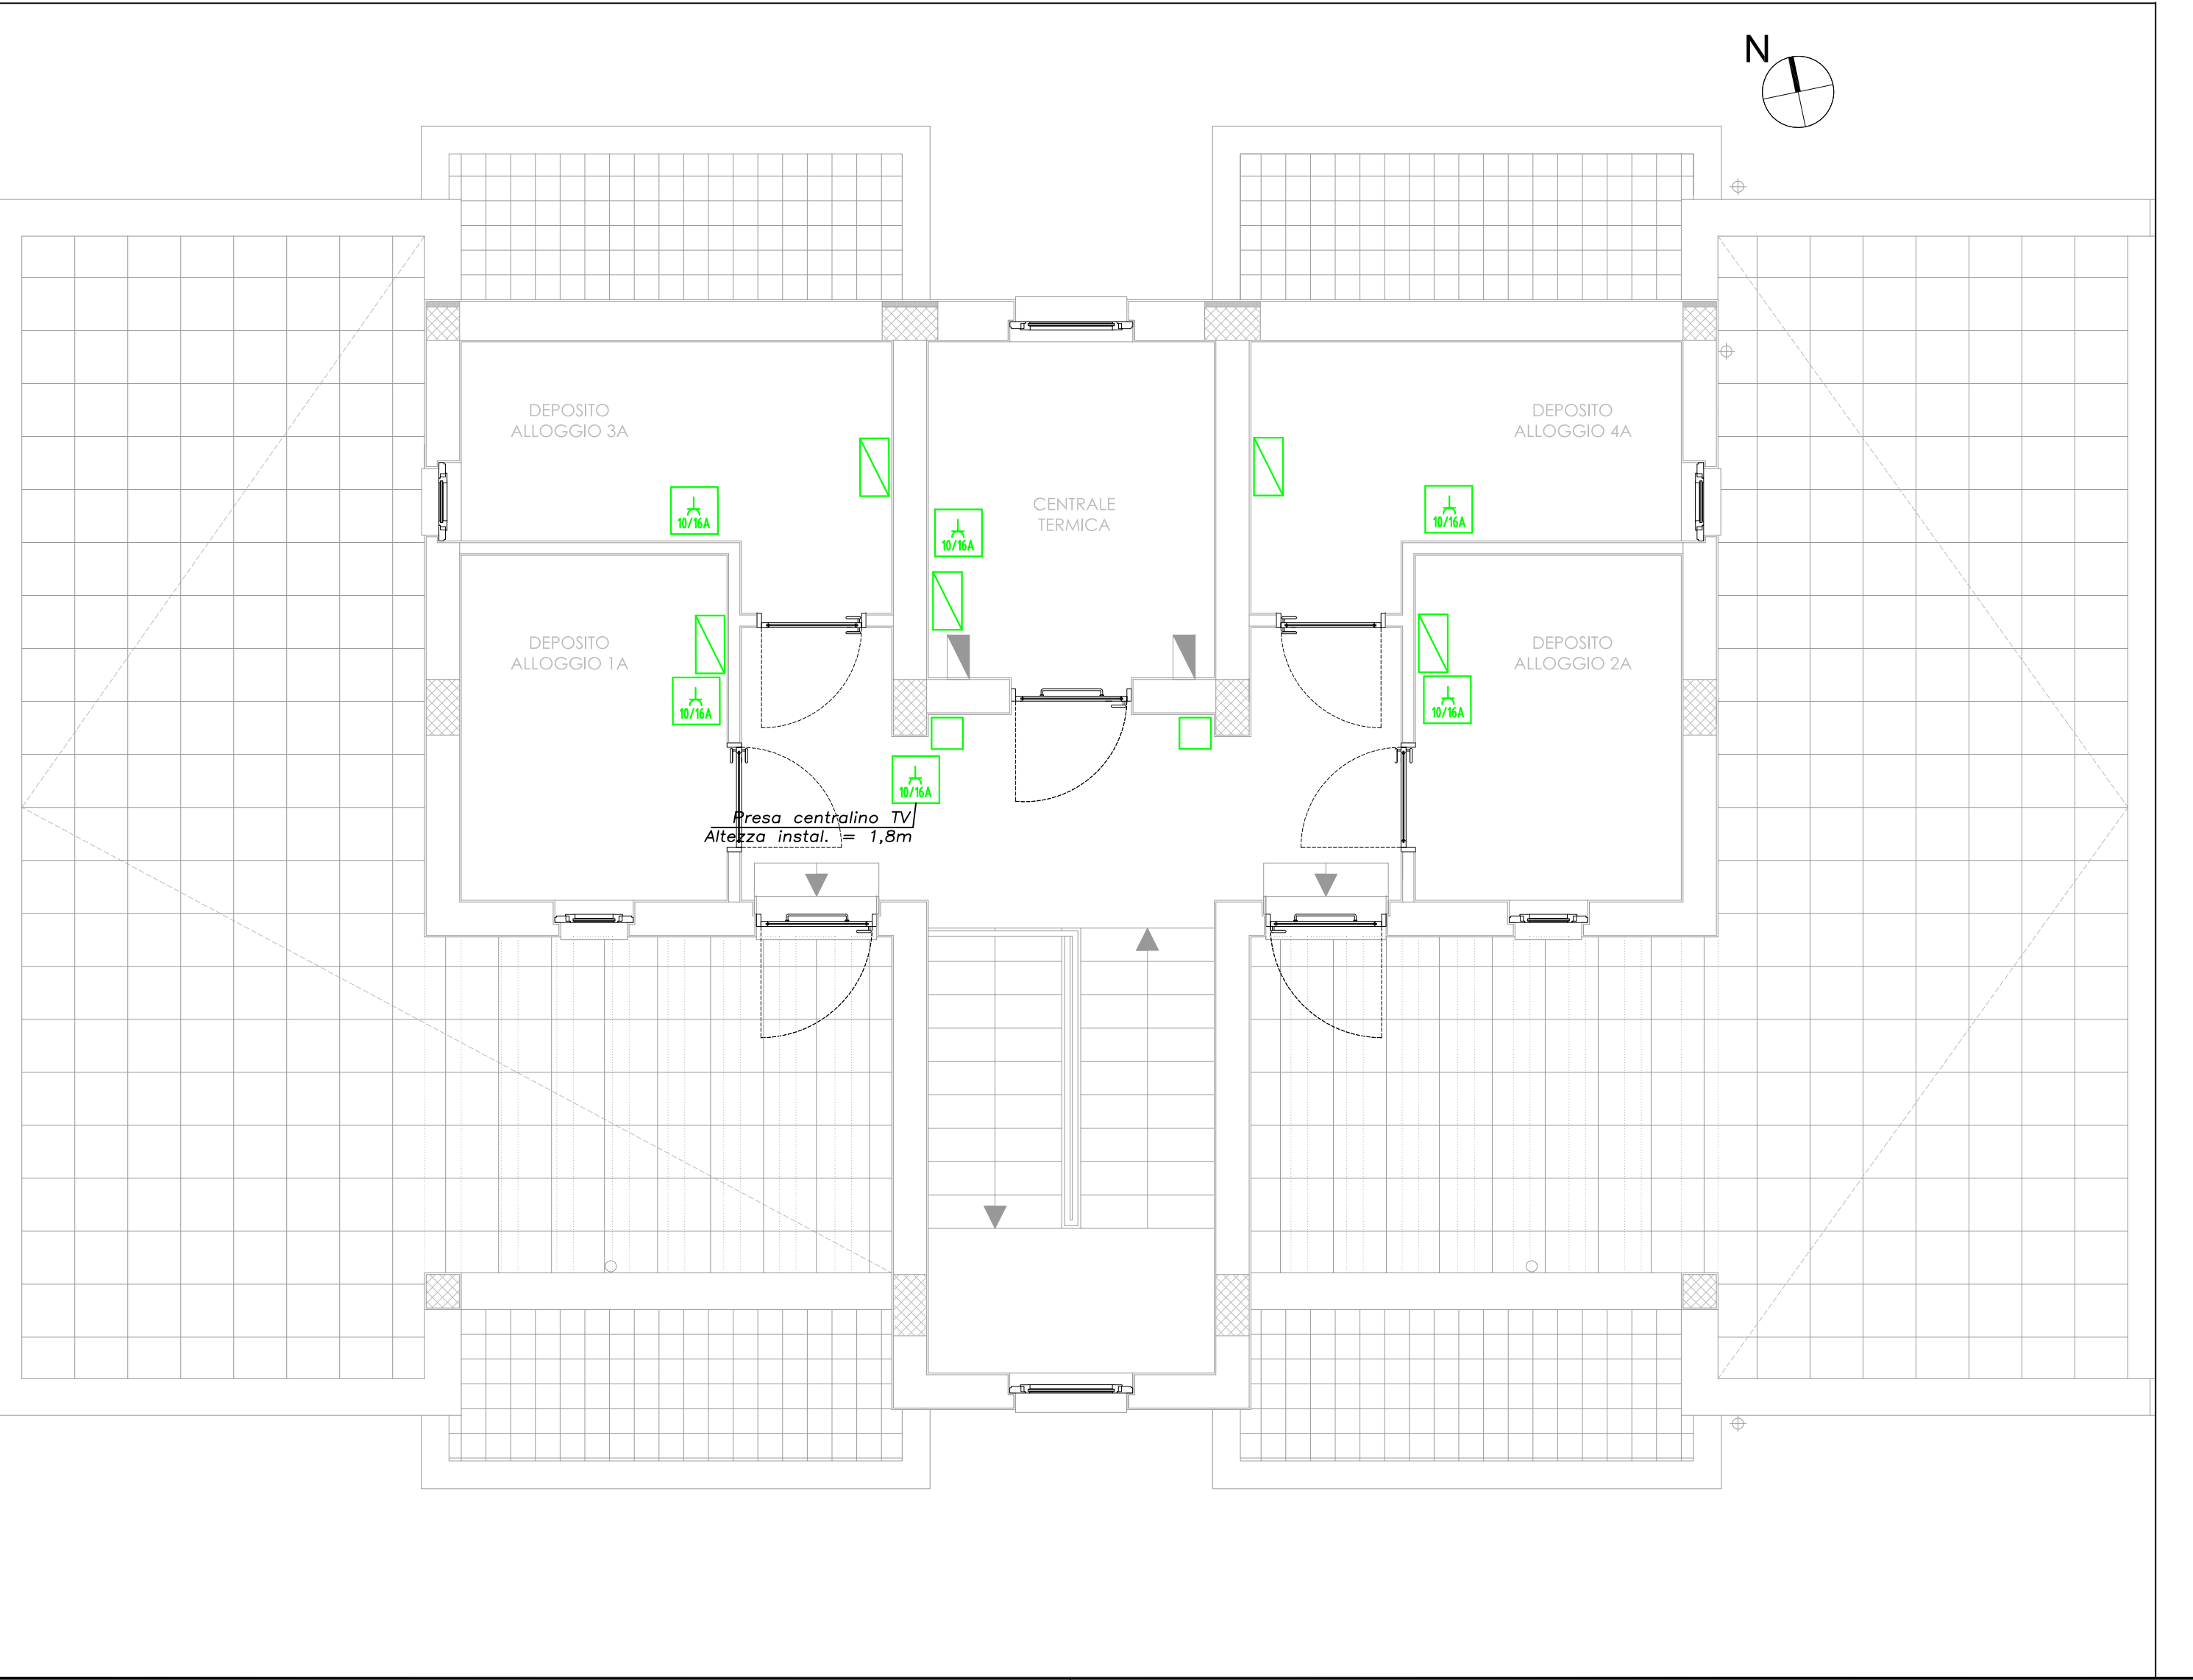 N
DEPOSITO
ALLOGGIO 3A
DEPOSITO
ALLOGGIO 4A
CENTRALE
TERMICA
10/16A
10/16A
10/16A
DEPOSITO
ALLOGGIO 1A
DEPOSITO
ALLOGGIO 2A
10/16A
10/16A
10/16A
Presa centralino TV
Altezza instal. = 1,8m